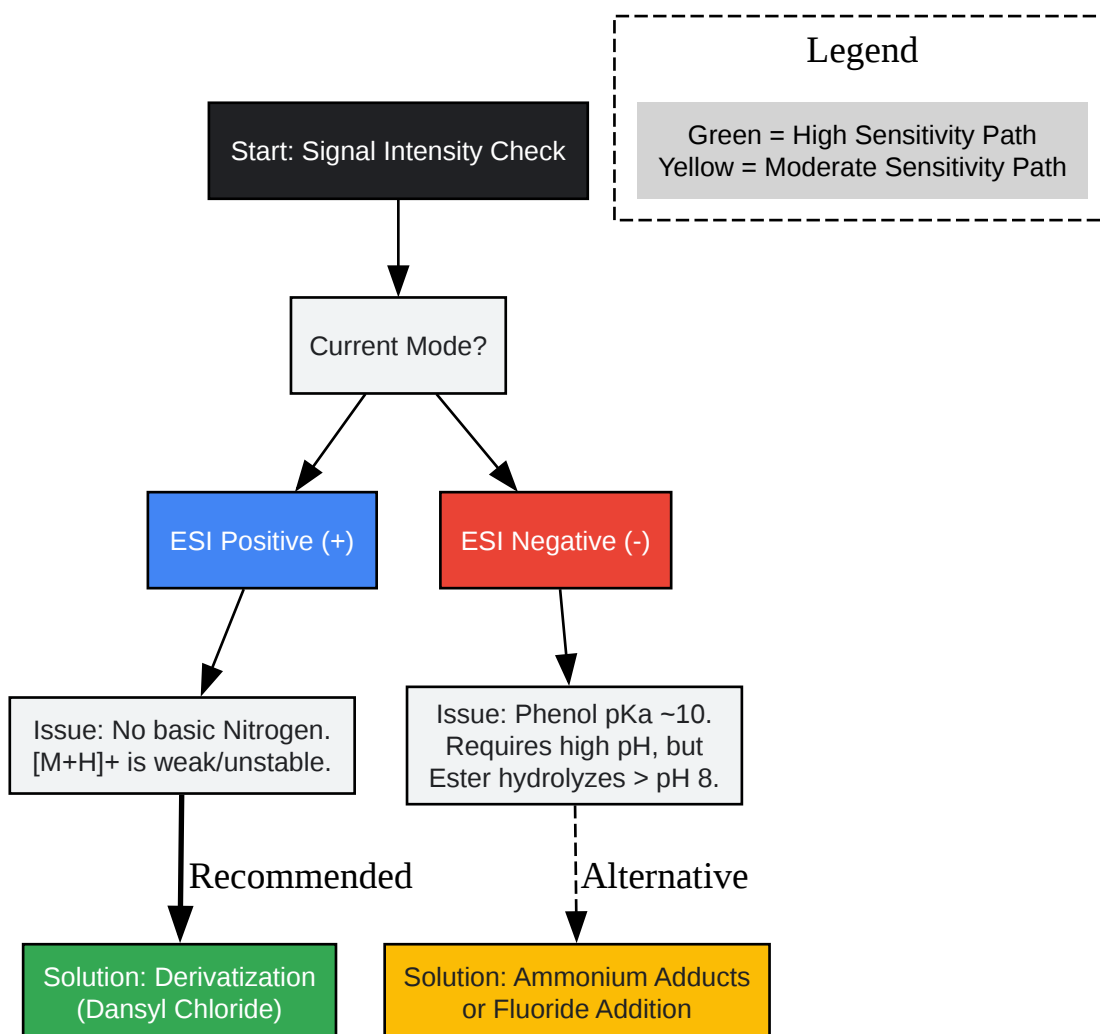 Legend
Green = High Sensitivity Path
Yellow = Moderate Sensitivity Path
Start: Signal Intensity Check
Current Mode?
ESI Positive (+)
ESI Negative (-)
Issue: No basic Nitrogen.
[M+H]+ is weak/unstable.
Issue: Phenol pKa ~10.
Requires high pH, but
Ester hydrolyzes > pH 8.
Recommended
Alternative
Solution: Derivatization
(Dansyl Chloride)
Solution: Ammonium Adducts
or Fluoride Addition